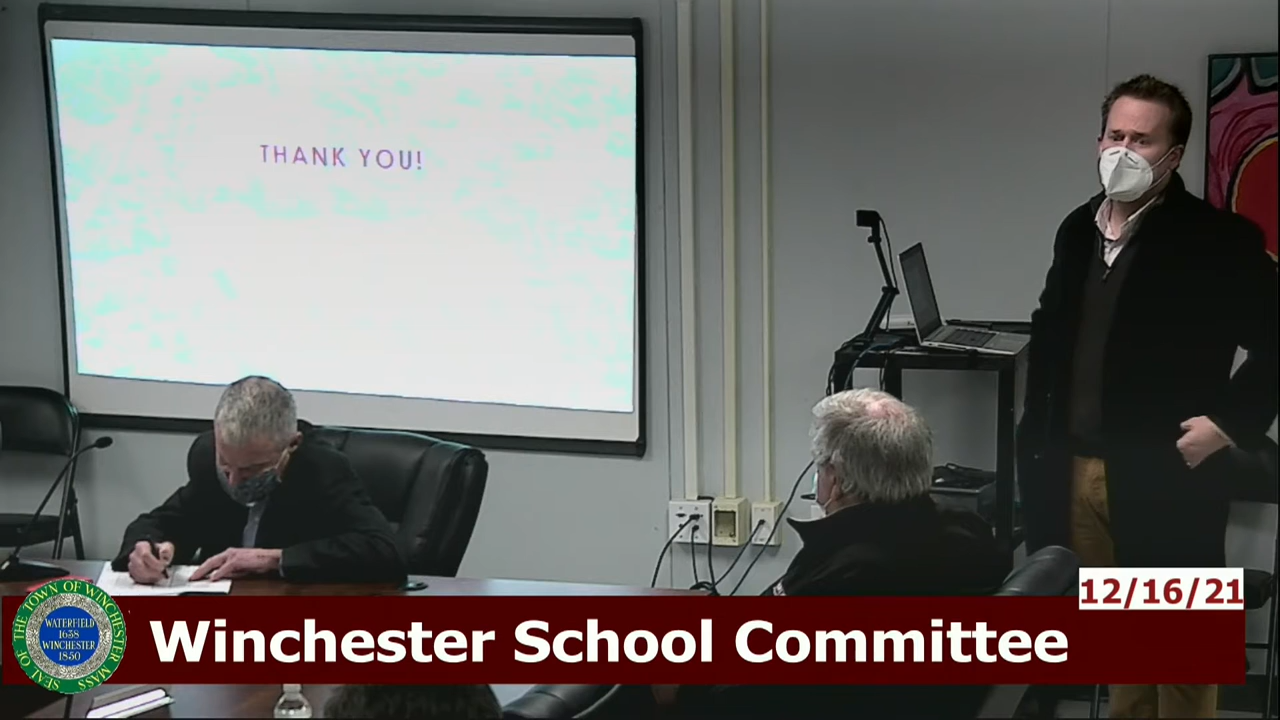 THANK YOU!
12/16/21
Winchester School Committee
SEAL OF THE TOWN OF WINCHESTER MASS
WATERFIELD
1638
WINCHESTER
1850